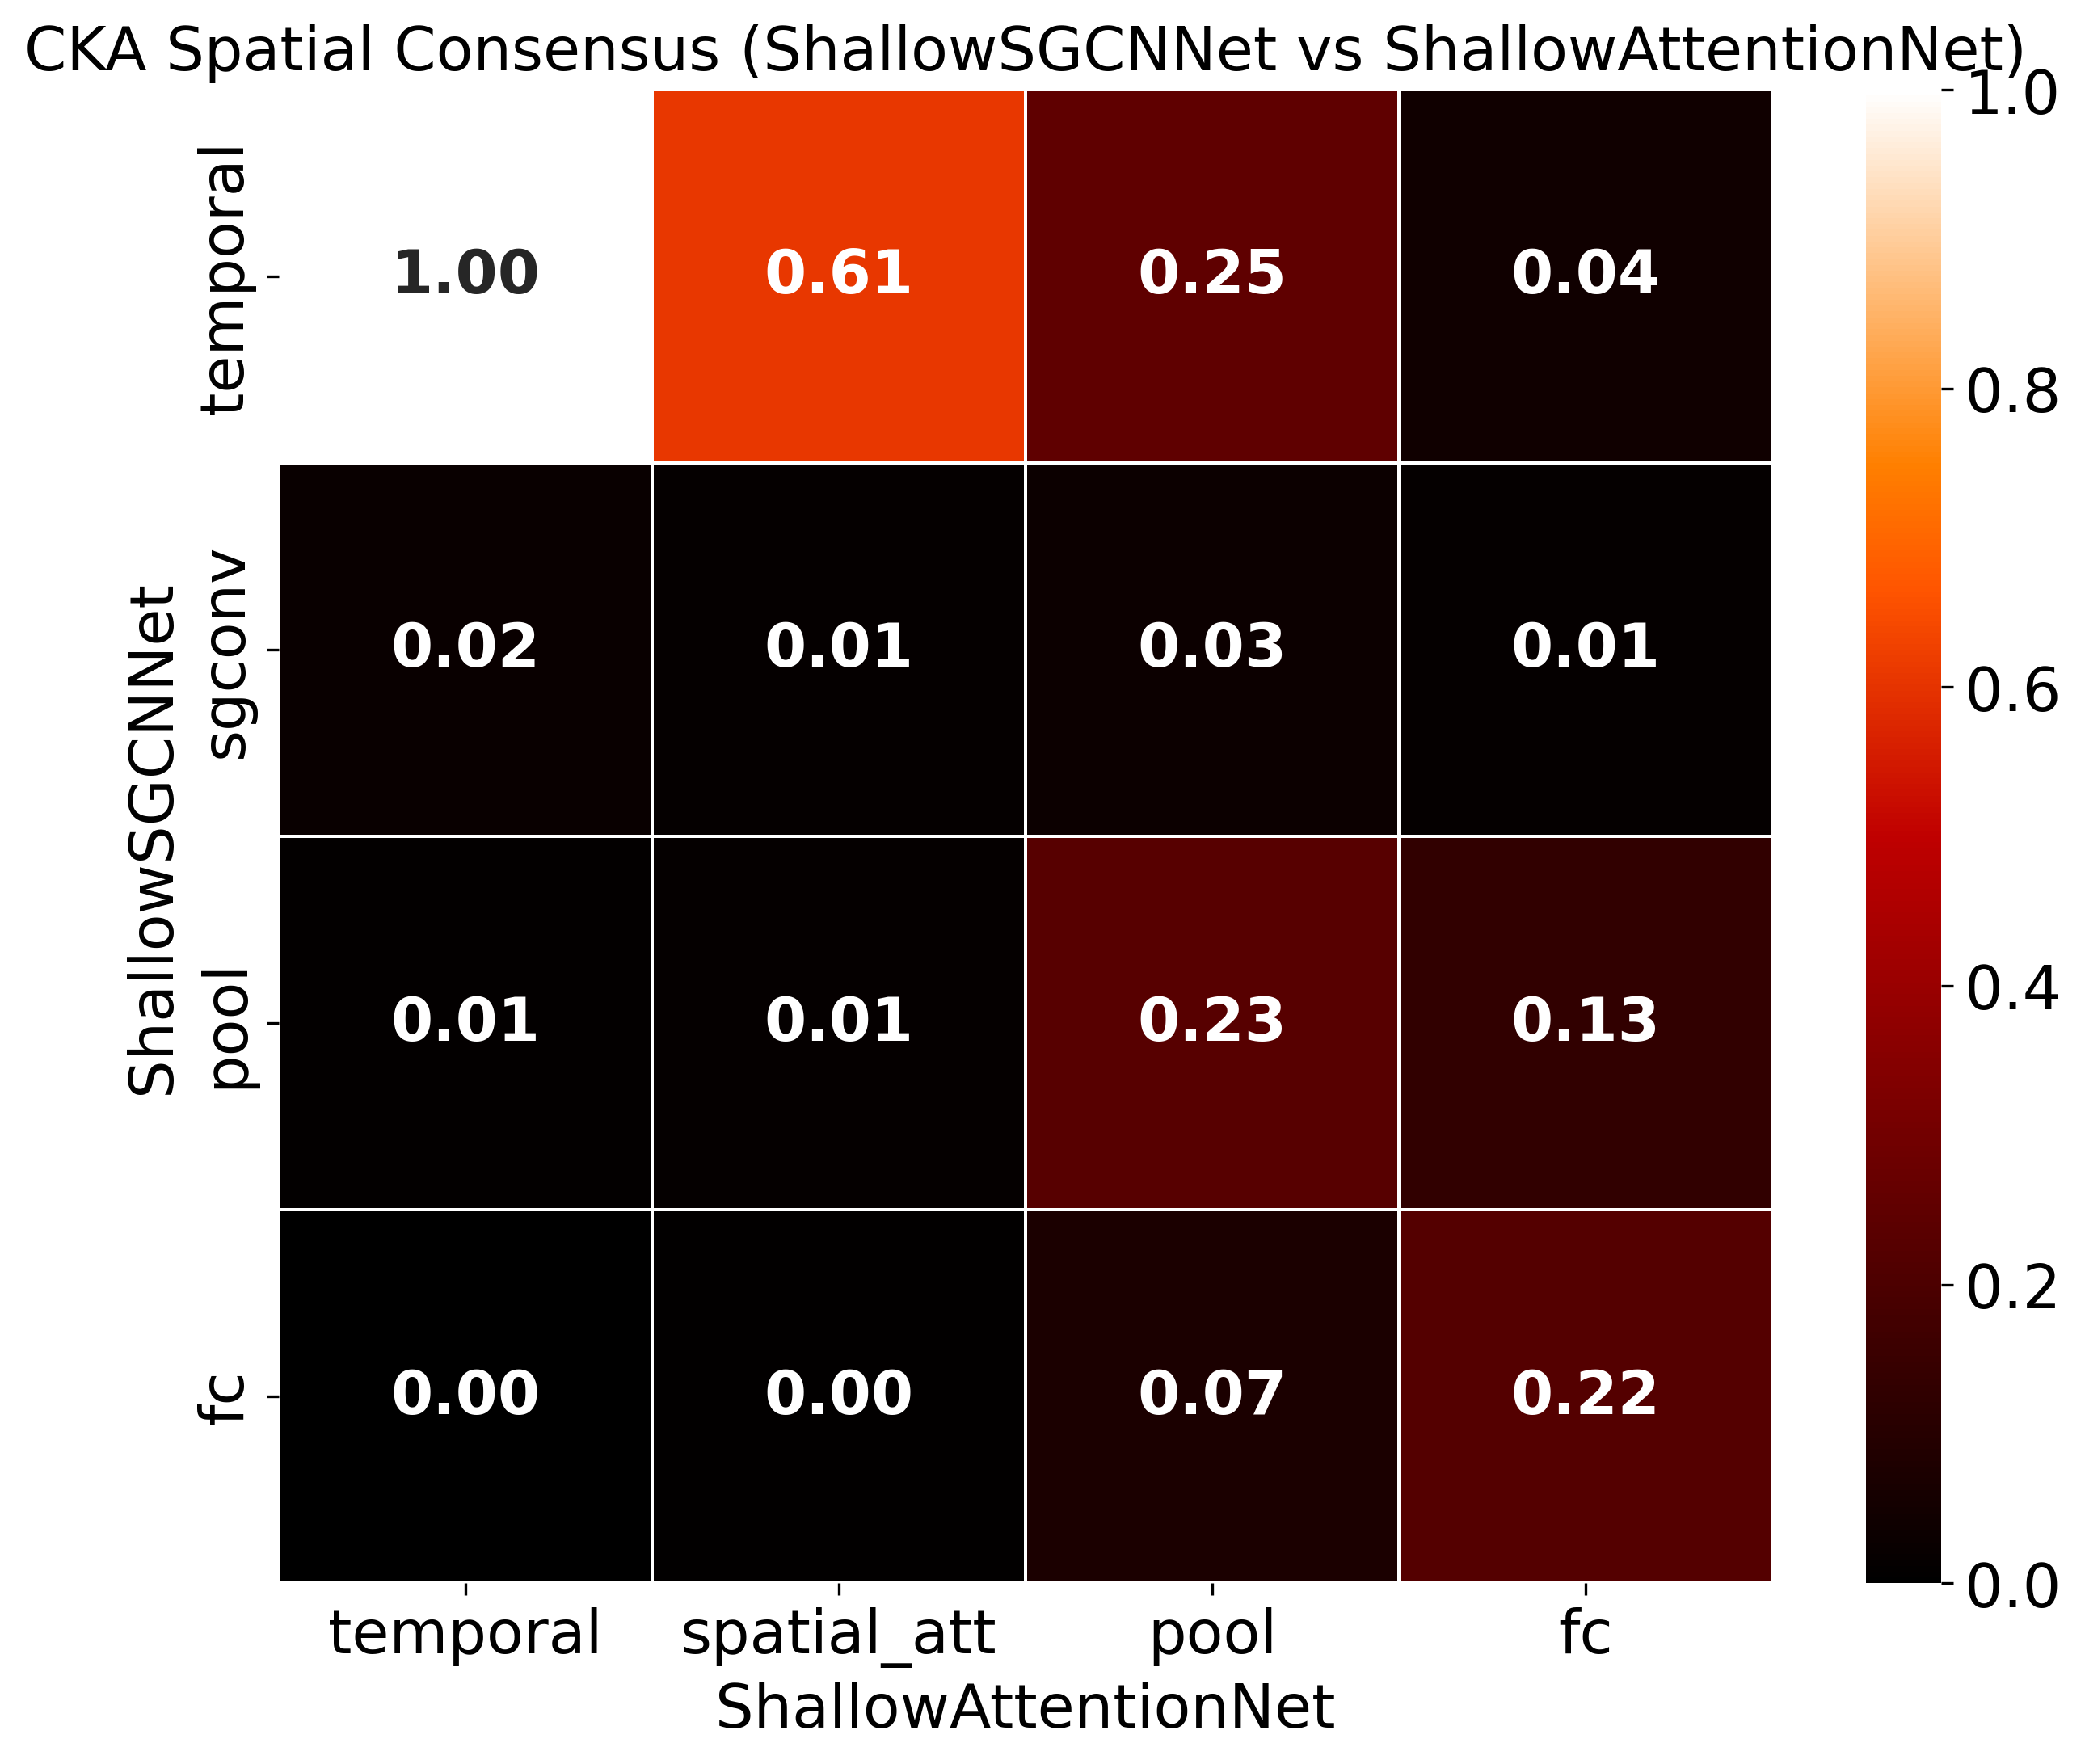 CKA Spatial Consensus (ShallowSGCNNet vs ShallowAttentionNet)
ShallowSGCNNet
temporal
1.00 0.61 0.25 0.04
sgconv
0.02 0.01 0.03 0.01
pool
0.01 0.01 0.23 0.13
fc
0.00 0.00 0.07 0.22
temporal spatial_att pool fc
ShallowAttentionNet
1.0
0.8
0.6
0.4
0.2
0.0